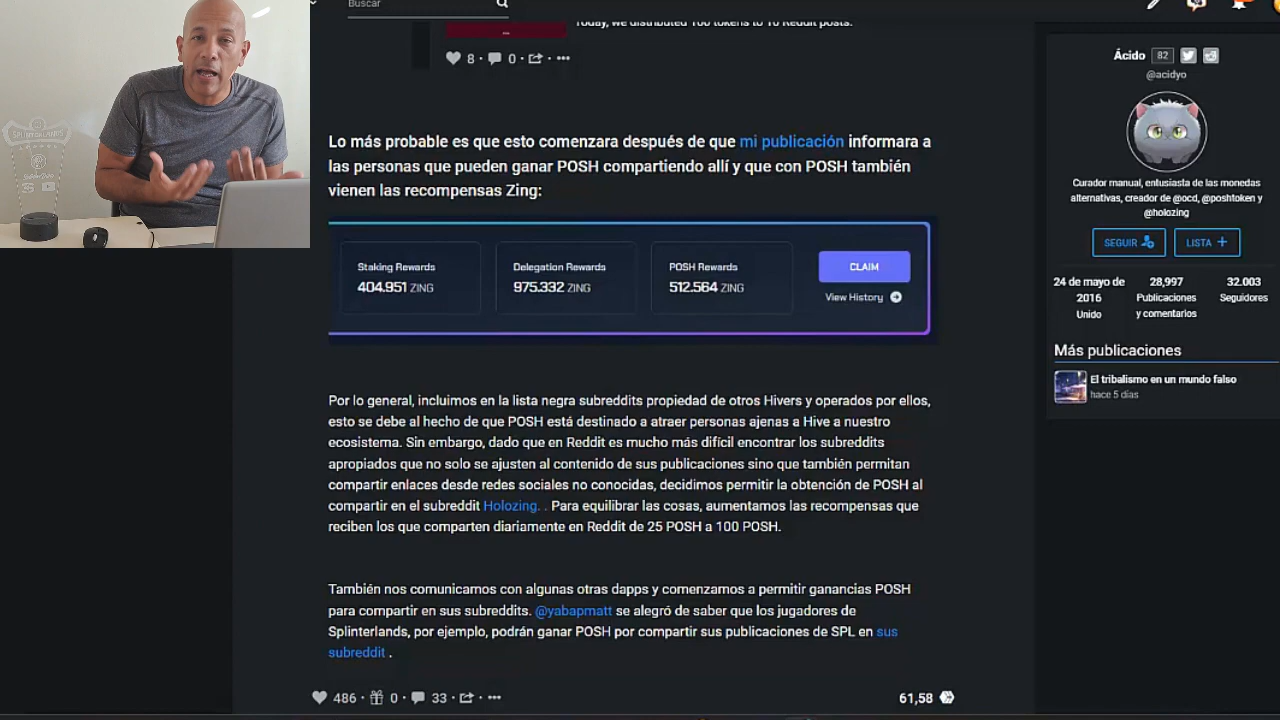 Buscar
Today, we distributed 100 tokens to 10 Reddit posts.
8 · 0 ·
Lo más probable es que esto comenzara después de que mi publicación informara a
las personas que pueden ganar POSH compartiendo allí y que con POSH también
vienen las recompensas Zing:
Staking Rewards
404.951 ZING
Delegation Rewards
975.332 ZING
POSH Rewards
512.564 ZING
CLAIM
View History
Por lo general, incluimos en la lista negra subreddits propiedad de otros Hivers y operados por ellos,
esto se debe al hecho de que POSH está destinado a atraer personas ajenas a Hive a nuestro
ecosistema. Sin embargo, dado que en Reddit es mucho más difícil encontrar los subreddits
apropiados que no solo se ajusten al contenido de sus publicaciones sino que también permitan
compartir enlaces desde redes sociales no conocidas, decidimos permitir la obtención de POSH al
compartir en el subreddit Holozing. . Para equilibrar las cosas, aumentamos las recompensas que
reciben los que comparten diariamente en Reddit de 25 POSH a 100 POSH.
También nos comunicamos con algunas otras dapps y comenzamos a permitir ganancias POSH
para compartir en sus subreddits. @yabapmatt se alegró de saber que los jugadores de
Splinterlands, por ejemplo, podrán ganar POSH por compartir sus publicaciones de SPL en sus
subreddit .
486 · 0 · 33 ·
61,58
Ácido 82
@acidyo
Curador manual, entusiasta de las monedas
alternativas, creador de @ocd, @poshtoken y
@holozing
SEGUIR
LISTA +
24 de mayo de
2016
Unido
28,997
Publicaciones
y comentarios
32.003
Seguidores
Más publicaciones
El tribalismo en un mundo falso
hace 5 días
SPLINTERLANDS